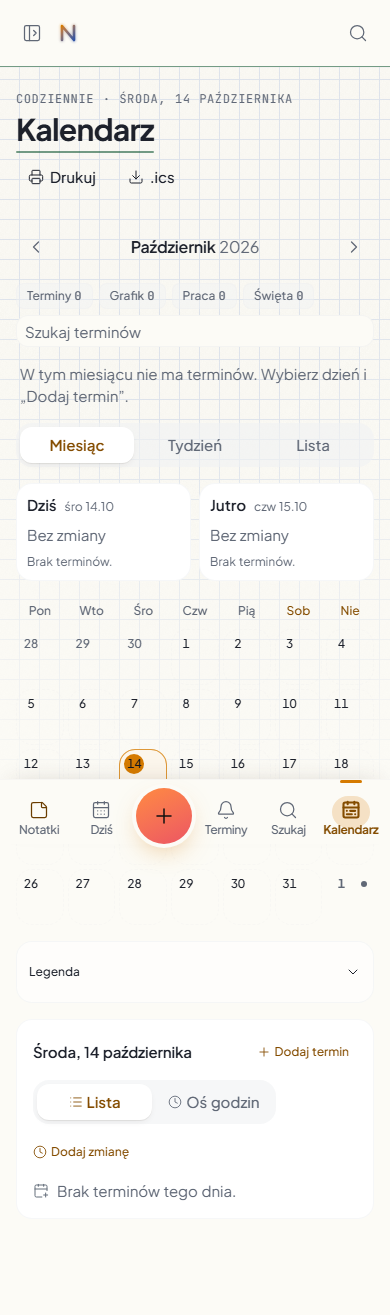 N
CODZIENNIE · ŚRODA, 14 PAŹDZIERNIKA
Kalendarz
Drukuj .ics
Październik 2026
Terminy 0 Grafik 0 Praca 0 Święta 0
Szukaj terminów
W tym miesiącu nie ma terminów. Wybierz dzień i
„Dodaj termin”.
Miesiąc Tydzień Lista
Dziś śro 14.10 Jutro czw 15.10
Bez zmiany Bez zmiany
Brak terminów. Brak terminów.
Pon Wto Śro Czw Pią Sob Nie
28 29 30 1 2 3 4
5 6 7 8 9 10 11
12 13 14 15 16 17 18
Notatki Dziś Terminy Szukaj Kalendarz
26 27 28 29 30 31 1
Legenda
Środa, 14 października Dodaj termin
Lista Oś godzin
Dodaj zmianę
Brak terminów tego dnia.